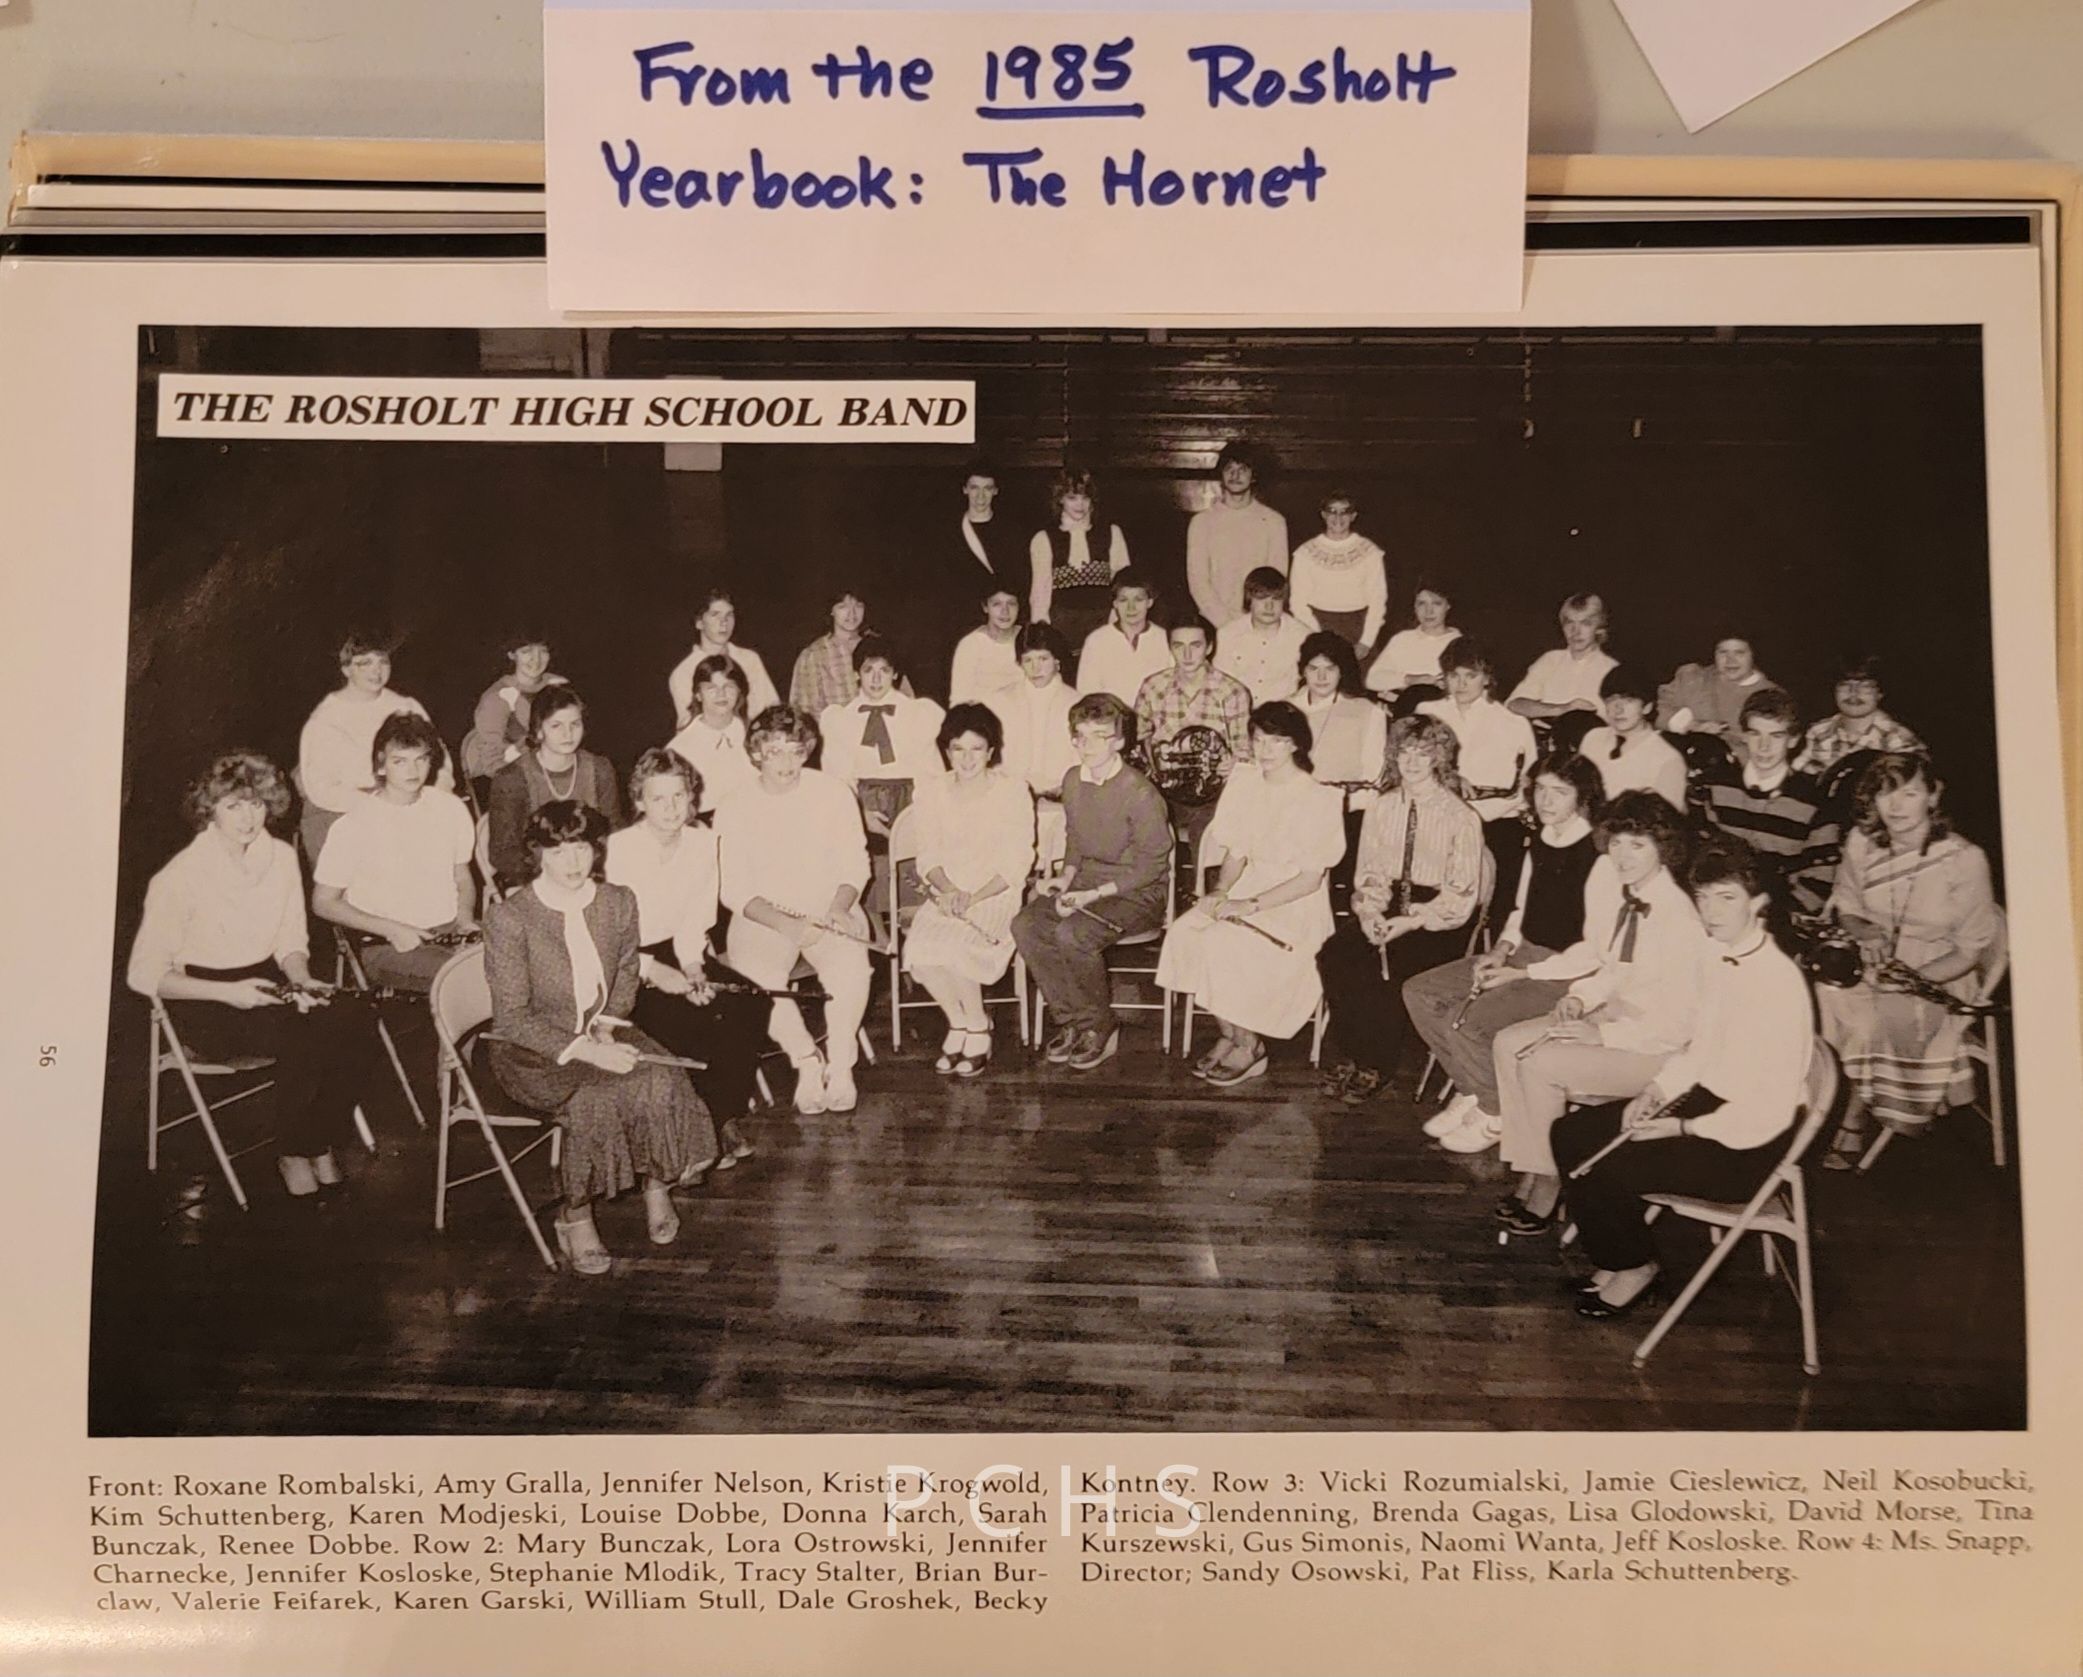 From the 1985 Rosholt
Yearbook: The Hornet
THE ROSHOLT HIGH SCHOOL BAND
56
Front: Roxane Rombalski, Amy Gralla, Jennifer Nelson, Kristie Krogwold,
Kim Schuttenberg, Karen Modjeski, Louise Dobbe, Donna Karch, Sarah
Bunczak, Renee Dobbe. Row 2: Mary Bunczak, Lora Ostrowski, Jennifer
Charnecke, Jennifer Kosloske, Stephanie Mlodik, Tracy Stalter, Brian Bur-
claw, Valerie Feifarek, Karen Garski, William Stull, Dale Groshek, Becky
Kontney. Row 3: Vicki Rozumialski, Jamie Cieslewicz, Neil Kosobucki,
Patricia Clendenning, Brenda Gagas, Lisa Glodowski, David Morse, Tina
Kurszewski, Gus Simonis, Naomi Wanta, Jeff Kosloske. Row 4: Ms. Snapp,
Director; Sandy Osowski, Pat Fliss, Karla Schuttenberg.
PCHS